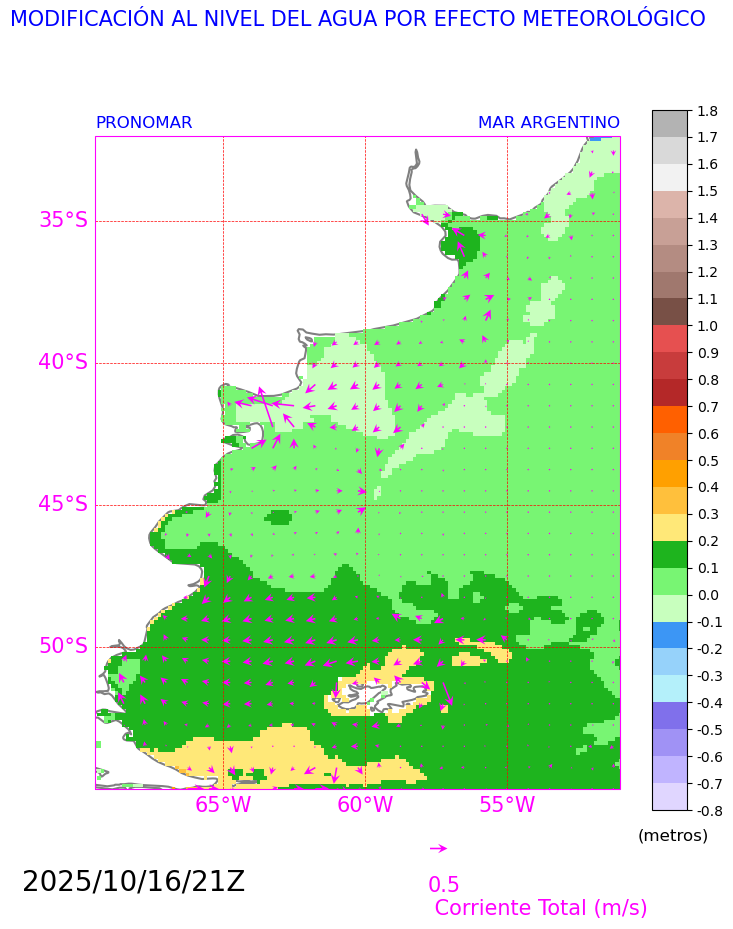 MODIFICACIÓN AL NIVEL DEL AGUA POR EFECTO METEOROLÓGICO
PRONOMAR MAR ARGENTINO
35°S
40°S
45°S
50°S
65°W 60°W 55°W
1.8
1.7
1.6
1.5
1.4
1.3
1.2
1.1
1.0
0.9
0.8
0.7
0.6
0.5
0.4
0.3
0.2
0.1
0.0
-0.1
-0.2
-0.3
-0.4
-0.5
-0.6
-0.7
-0.8
(metros)
2025/10/16/21Z
0.5
Corriente Total (m/s)